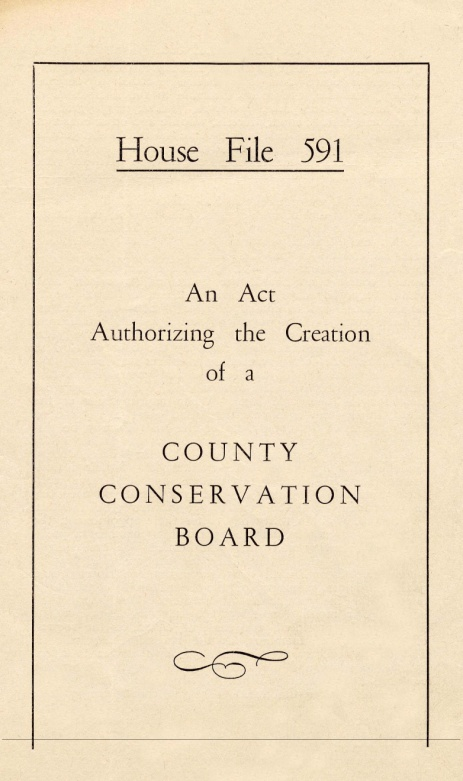 House File 591
An Act
Authorizing the Creation
of a
COUNTY
CONSERVATION
BOARD